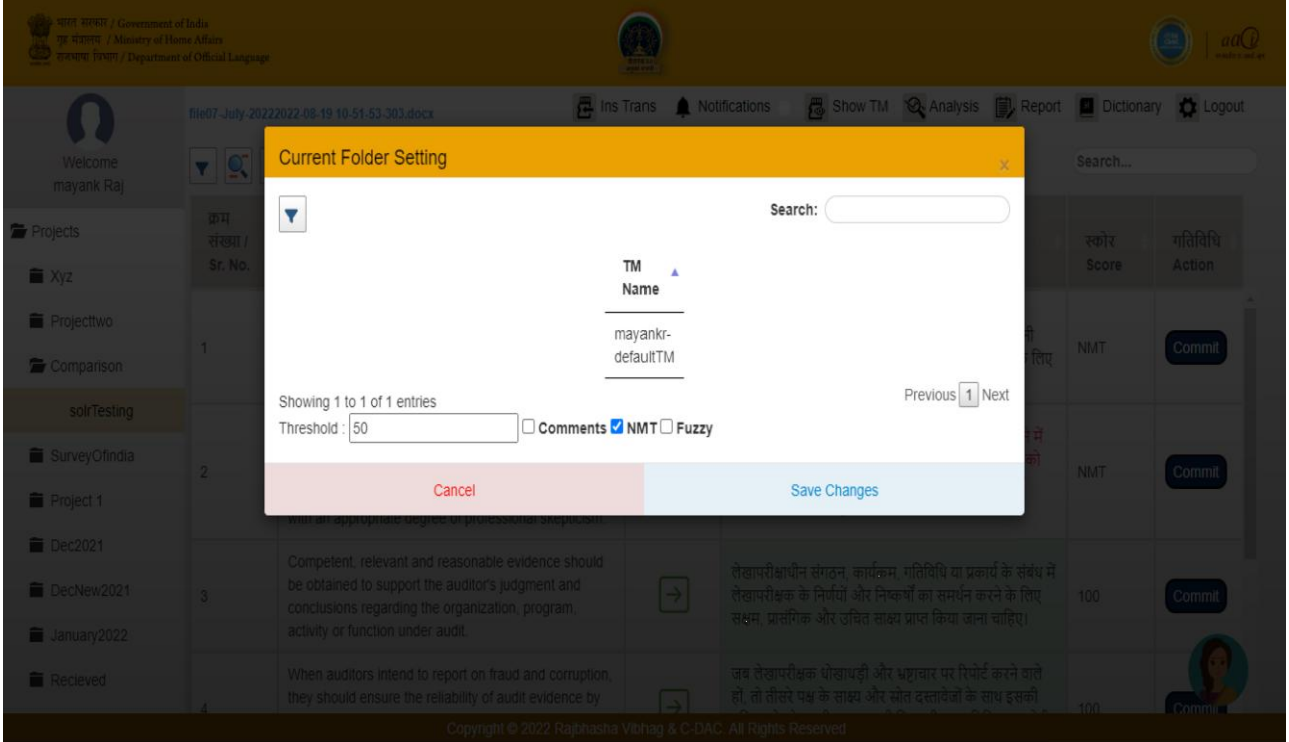 भारत सरकार / Government of India
गृह मंत्रालय / Ministry of Home Affairs
राजभाषा विभाग / Department of Official Language
file07-July-20222022-08-19 10-51-53-303.docx
Ins Trans
Notifications
Show TM
Analysis
Report
Dictionary
Logout
Welcome
mayank Raj
Search...
Projects
Xyz
Projecttwo
Comparison
solrTesting
SurveyOfIndia
Project 1
Dec2021
DecNew2021
January2022
Recieved
Current Folder Setting
x
Search:
TM
Name
mayankr-
defaultTM
Showing 1 to 1 of 1 entries
Previous 1 Next
Threshold : 50 Comments NMT Fuzzy
Cancel
Save Changes
क्रम
संख्या /
Sr. No.
स्कोर
Score
गतिविधि
Action
1
लिए
NMT
Commit
2
में
को
NMT
Commit
with an appropriate degree of professional skepticism.
3
Competent, relevant and reasonable evidence should
be obtained to support the auditor's judgment and
conclusions regarding the organization, program,
activity or function under audit.
लेखापरीक्षाधीन संगठन, कार्यक्रम, गतिविधि या प्रकार्य के संबंध में
लेखापरीक्षक के निर्णयों और निष्कर्षों का समर्थन करने के लिए
सक्षम, प्रासंगिक और उचित साक्ष्य प्राप्त किया जाना चाहिए।
100
Commit
4
When auditors intend to report on fraud and corruption,
they should ensure the reliability of audit evidence by
जब लेखापरीक्षक धोखाधड़ी और भ्रष्टाचार पर रिपोर्ट करने वाले
हों, तो तीसरे पक्ष के साक्ष्य और स्रोत दस्तावेजों के साथ इसकी
100
Commit
Copyright © 2022 Rajbhasha Vibhag & C-DAC. All Rights Reserved